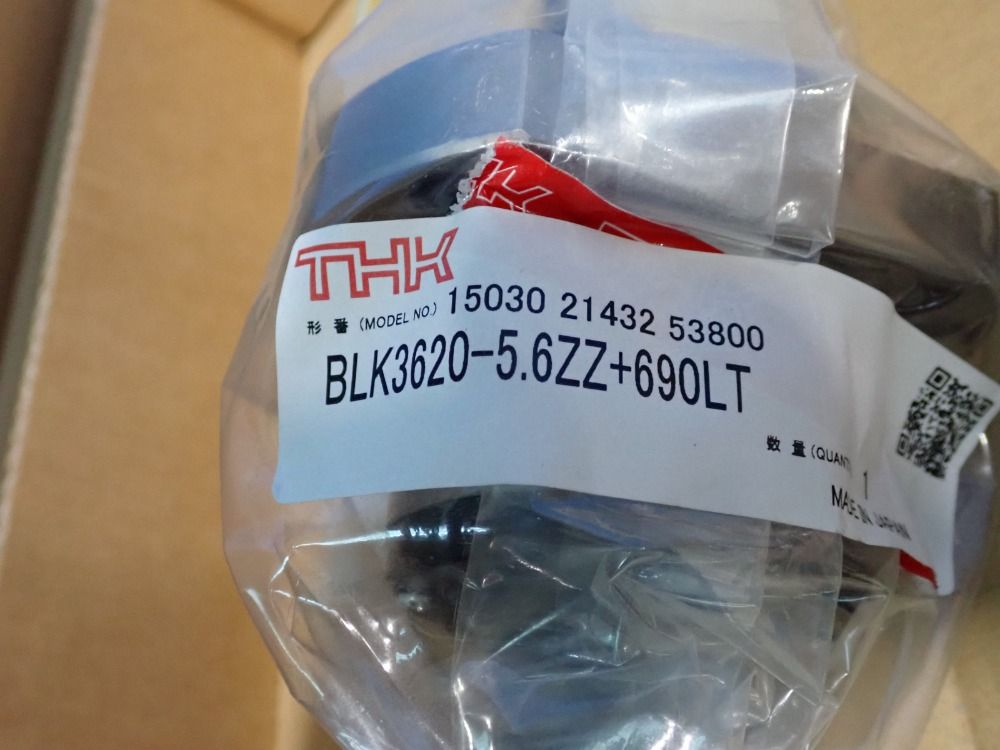 THK
形 番 (MODEL NO.) 15030 21432 53800
BLK3620-5.6ZZ+690LT
数 量 (QUANT
1
MADE IN JAPAN